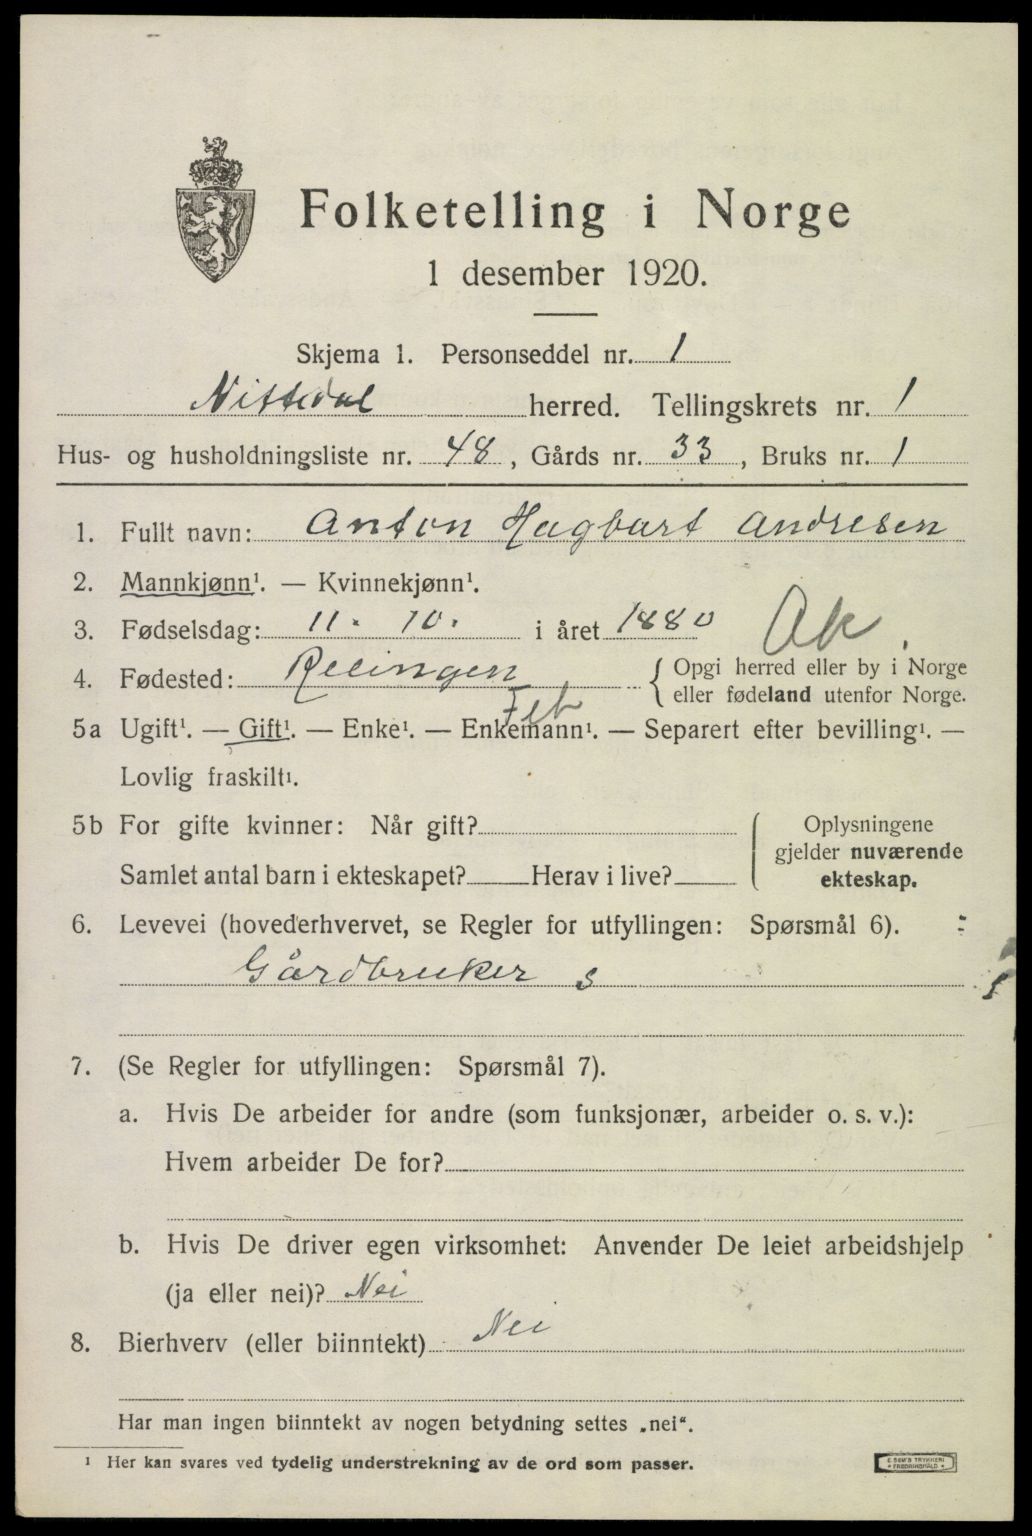 Folketelling i Norge
1 desember 1920.
Skjema 1. Personseddel nr. 1
Nittedal herred. Tellingskrets nr. 1
Hus- og husholdningsliste nr. 48, Gårds nr. 33, Bruks nr. 1
1. Fullt navn: Anton Hagbart Andresen
2. Mannkjønn¹. — Kvinnekjønn¹.
3. Fødselsdag: 11. 10. i året 1880 Ak.
4. Fødested: Relingen { Opgi herred eller by i Norge
eller fødeland utenfor Norge.
Feb
5a Ugift¹. — Gift¹. — Enke¹. — Enkemann¹. — Separert efter bevilling¹. —
Lovlig fraskilt¹.
5b For gifte kvinner: Når gift? { Oplysningene
gjelder nuværende
Samlet antal barn i ekteskapet? Herav i live? ekteskap.
6. Levevei (hovederhvervet, se Regler for utfyllingen: Spørsmål 6).
Gårdbruker s
7. (Se Regler for utfyllingen: Spørsmål 7).
a. Hvis De arbeider for andre (som funksjonær, arbeider o. s. v.):
Hvem arbeider De for?
b. Hvis De driver egen virksomhet: Anvender De leiet arbeidshjelp
(ja eller nei)? Nei
8. Bierhverv (eller biinntekt) Nei
Har man ingen biinntekt av nogen betydning settes „nei“.
¹ Her kan svares ved tydelig understrekning av de ord som passer.
E. SEM'S TRYKKERI
* FREDRIKSHALD *